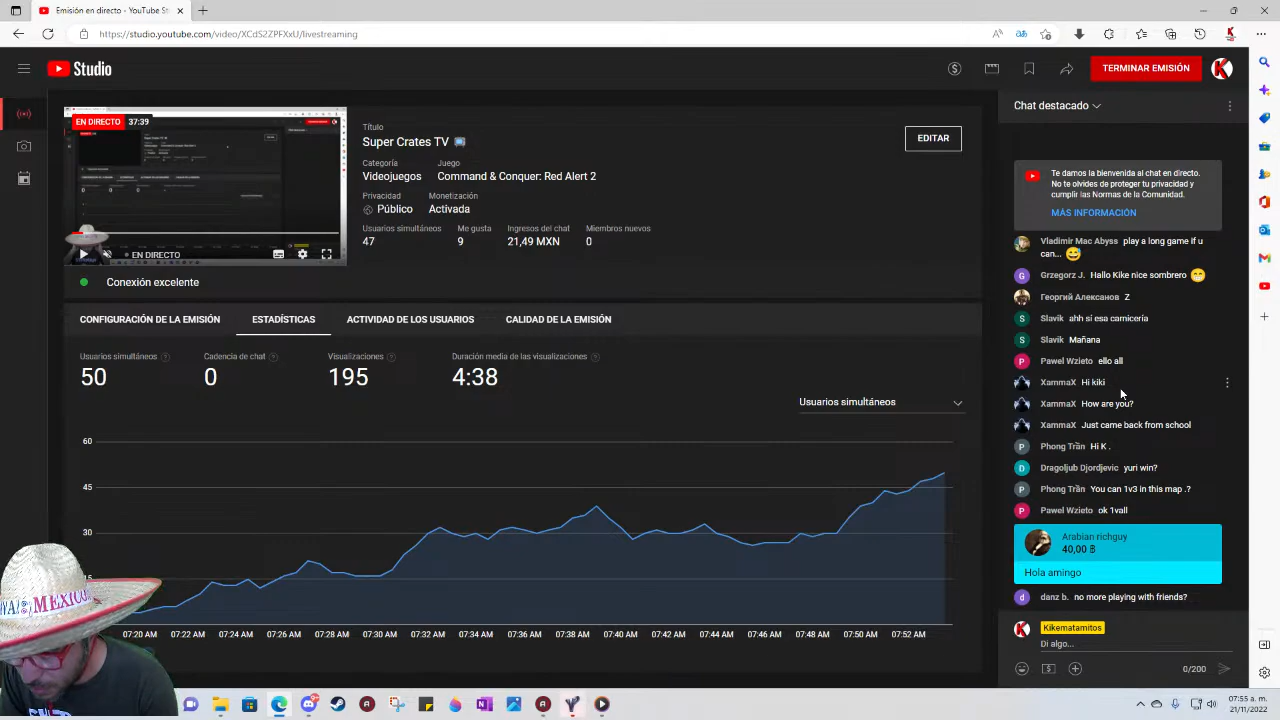 Emisión en directo - YouTube St
https://studio.youtube.com/video/XCdS2ZPFXxU/livestreaming
Studio
TERMINAR EMISIÓN
EN DIRECTO 37:39
EN DIRECTO
Título
Super Crates TV
EDITAR
Categoría Juego
Videojuegos Command & Conquer: Red Alert 2
Privacidad Monetización
Público Activada
Usuarios simultáneos Me gusta Ingresos del chat Miembros nuevos
47 9 21,49 MXN 0
Conexión excelente
CONFIGURACIÓN DE LA EMISIÓN ESTADÍSTICAS ACTIVIDAD DE LOS USUARIOS CALIDAD DE LA EMISIÓN
Usuarios simultáneos Cadencia de chat Visualizaciones Duración media de las visualizaciones
50 0 195 4:38
Usuarios simultáneos
60
45
30
15
07:20 AM 07:22 AM 07:24 AM 07:26 AM 07:28 AM 07:30 AM 07:32 AM 07:34 AM 07:36 AM 07:38 AM 07:40 AM 07:42 AM 07:44 AM 07:46 AM 07:48 AM 07:50 AM 07:52 AM
VIVA MEXICO
Chat destacado
Te damos la bienvenida al chat en directo.
No te olvides de proteger tu privacidad y
cumplir las Normas de la Comunidad.
MÁS INFORMACIÓN
Vladimir Mac Abyss play a long game if u
can... 😅
G Grzegorz J. Hallo Kike nice sombrero 😁
Георгий Алексанов Z
S Slavik ahh sí esa carnicería
S Slavik Mañana
P Pawel Wzieto ello all
XammaX Hi kiki
XammaX How are you?
XammaX Just came back from school
P Phong Trần Hi K .
D Dragoljub Djordjevic yuri win?
P Phong Trần You can 1v3 in this map .?
P Pawel Wzieto ok 1vall
Arabian richguy
40,00 ฿
Hola amingo
d danz b. no more playing with friends?
Kikematamitos
Di algo...
0/200
07:55 a. m.
21/11/2022